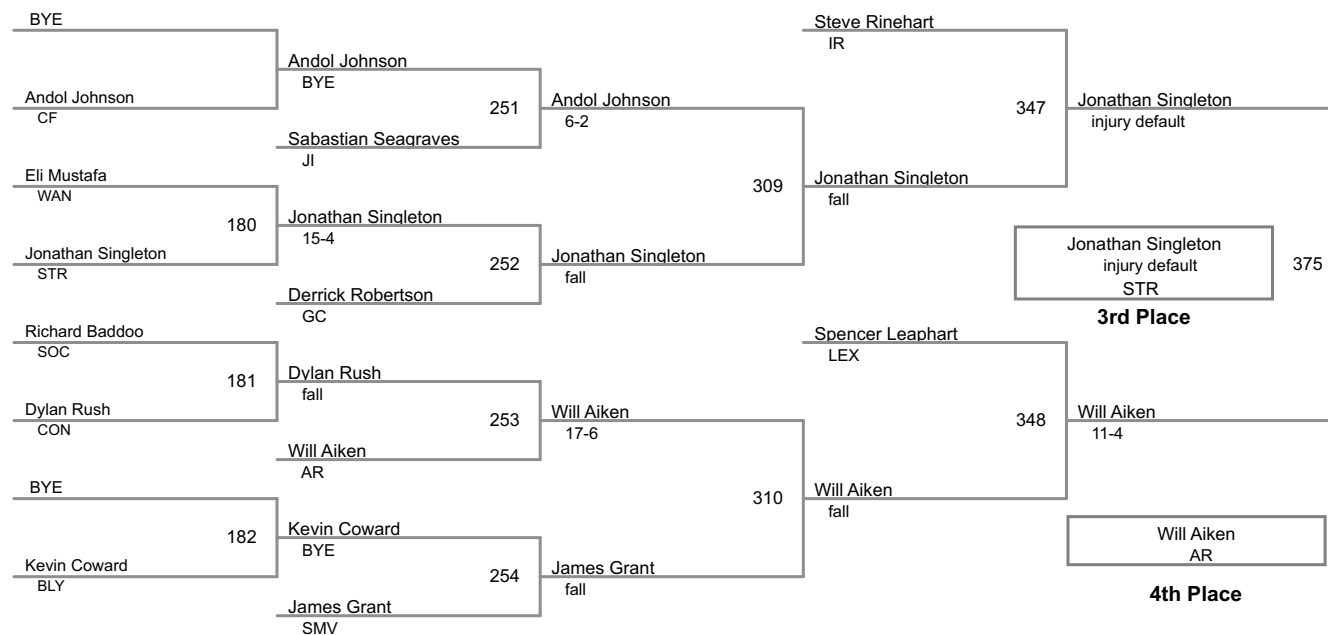 BYE
Andol Johnson
CF
Eli Mustafa
WAN
180
Jonathan Singleton
STR
Richard Baddoo
SOC
181
Dylan Rush
CON
BYE
182
Kevin Coward
BLY
Andol Johnson
BYE
251
Sabastian Seagraves
JI
Jonathan Singleton
15-4
252
Derrick Robertson
GC
Dylan Rush
fall
253
Will Aiken
AR
Kevin Coward
BYE
254
James Grant
SMV
Andol Johnson
6-2
309
Jonathan Singleton
fall
Will Aiken
17-6
310
James Grant
fall
Steve Rinehart
IR
347
Jonathan Singleton
fall
Spencer Leaphart
LEX
348
Will Aiken
fall
Jonathan Singleton
injury default
Jonathan Singleton
injury default
STR
375
3rd Place
Will Aiken
11-4
Will Aiken
AR
4th Place